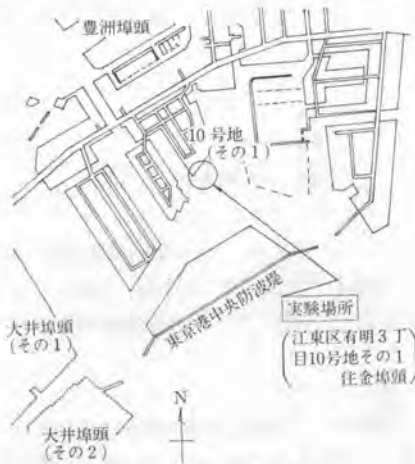 豊洲埠頭
10号地
(その1)
東京港中央防波堤
実験場所
(江東区有明3丁
目10号地その1
住金埠頭)
大井埠頭
(その1)
N
大井埠頭
(その2)